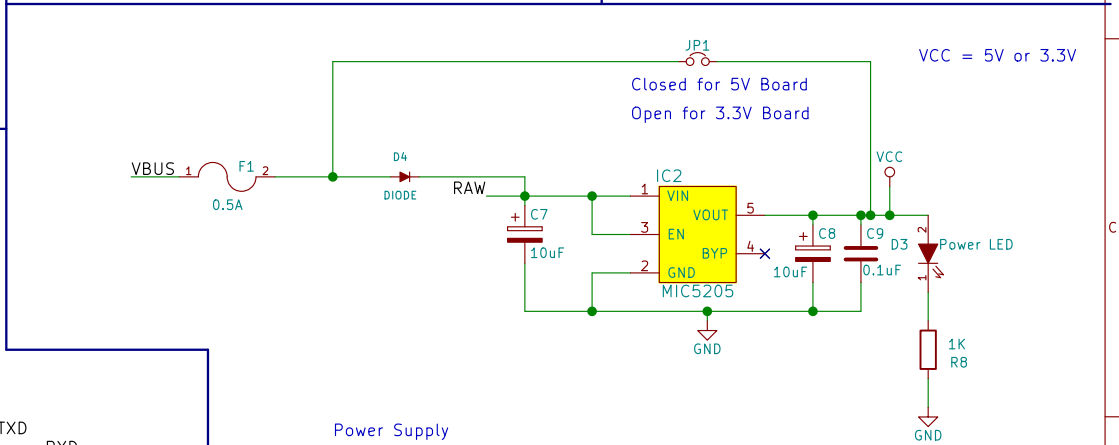 JP1
VCC = 5V or 3.3V
Closed for 5V Board
Open for 3.3V Board
VBUS 1 F1 2
0.5A
D4
DIODE
RAW
IC2
VCC
1 VIN
VOUT 5
3 EN
BYP 4
2 GND
MIC5205
+ C7
10uF
+ C8
10uF
C9
0.1uF
D3 2 Power LED
1
GND
1K
R8
GND
C
TXD
Power Supply